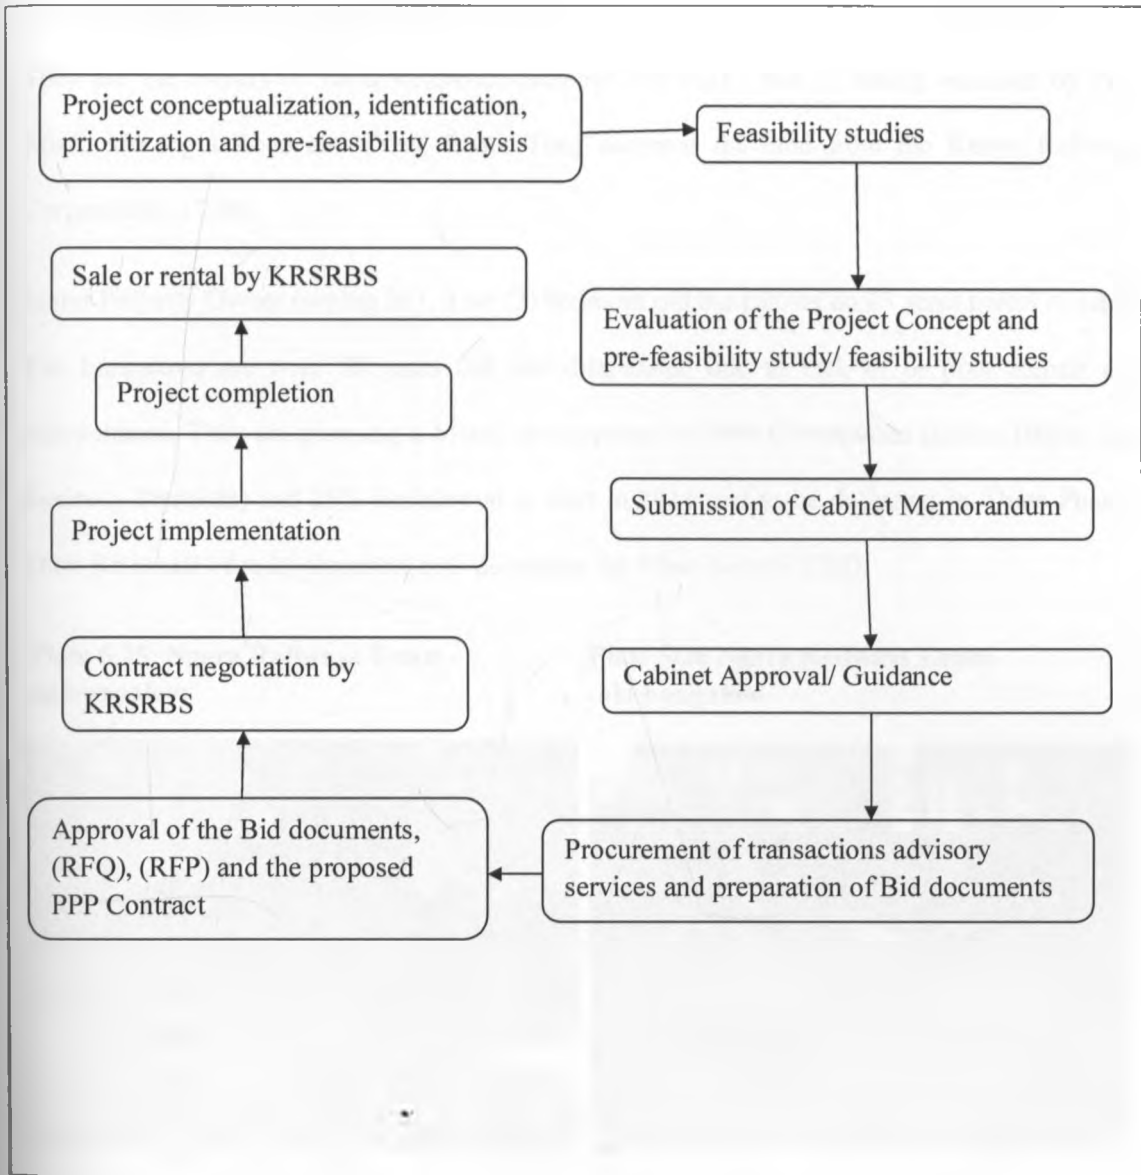 Project conceptualization, identification,
prioritization and pre-feasibility analysis
Feasibility studies
Evaluation of the Project Concept and
pre-feasibility study/ feasibility studies
Submission of Cabinet Memorandum
Cabinet Approval/ Guidance
Procurement of transactions advisory
services and preparation of Bid documents
Approval of the Bid documents,
(RFQ), (RFP) and the proposed
PPP Contract
Contract negotiation by
KRSRBS
Project implementation
Project completion
Sale or rental by KRSRBS